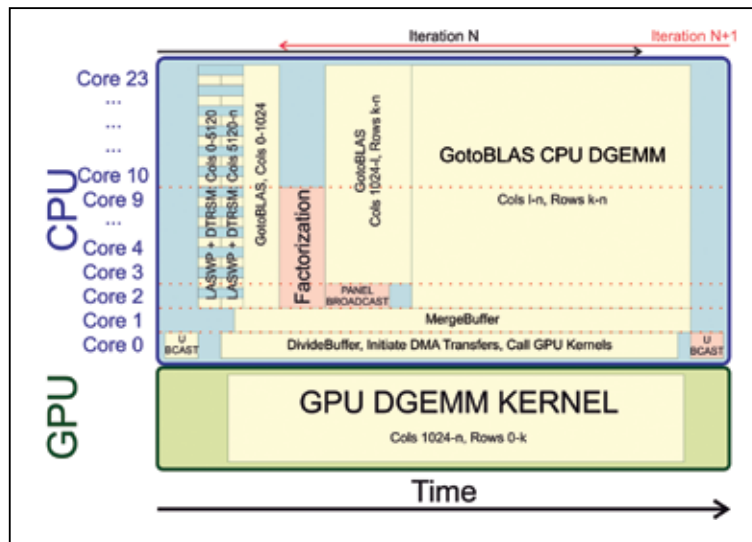 Iteration N
Iteration N+1
CPU
Core 23
...
...
...
Core 10
Core 9
...
Core 4
Core 3
Core 2
Core 1
Core 0
LASWP + DTRSM: Cols 0-5120
LASWP + DTRSM: Cols 5120-n
GotoBLAS, Cols 0-1024
Factorization
GotoBLAS
Cols 1024-l, Rows k-n
PANEL
BROADCAST
GotoBLAS CPU DGEMM
Cols l-n, Rows k-n
MergeBuffer
U
BCAST
DivideBuffer, Initiate DMA Transfers, Call GPU Kernels
U
BCAST
GPU
GPU DGEMM KERNEL
Cols 1024-n, Rows 0-k
Time